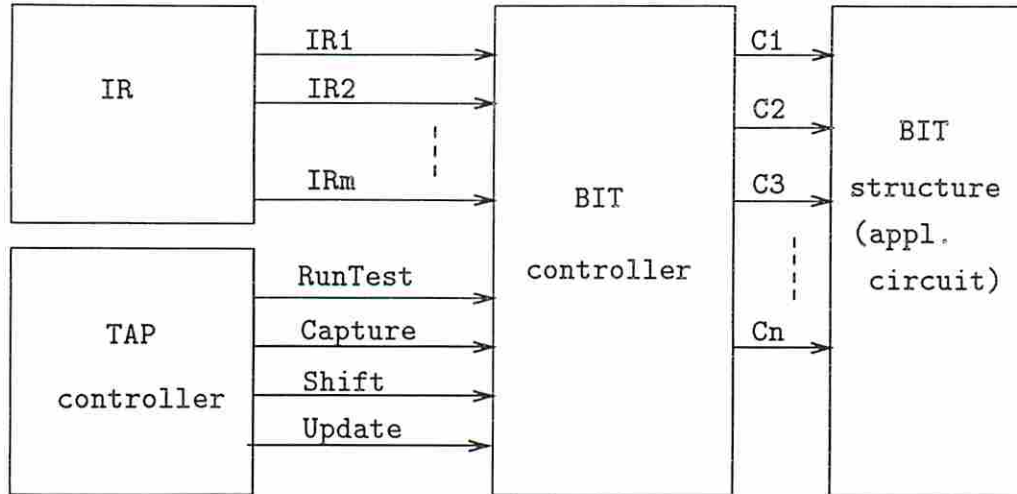 IR
IR1
IR2
IRm
TAP
controller
RunTest
Capture
Shift
Update
BIT
controller
C1
C2
C3
Cn
BIT
structure
(appl.
circuit)